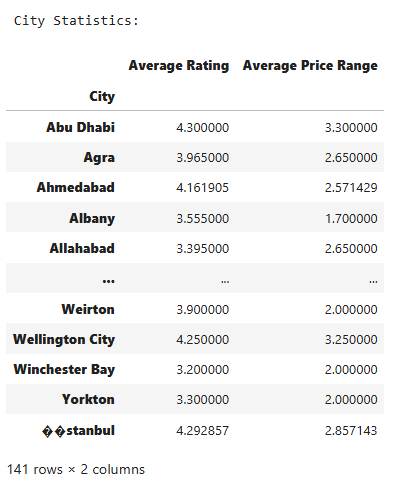 City Statistics:
Average Rating Average Price Range
City
Abu Dhabi 4.300000 3.300000
Agra 3.965000 2.650000
Ahmedabad 4.161905 2.571429
Albany 3.555000 1.700000
Allahabad 3.395000 2.650000
... ... ...
Weirton 3.900000 2.000000
Wellington City 4.250000 3.250000
Winchester Bay 3.200000 2.000000
Yorkton 3.300000 2.000000
��stanbul 4.292857 2.857143
141 rows × 2 columns